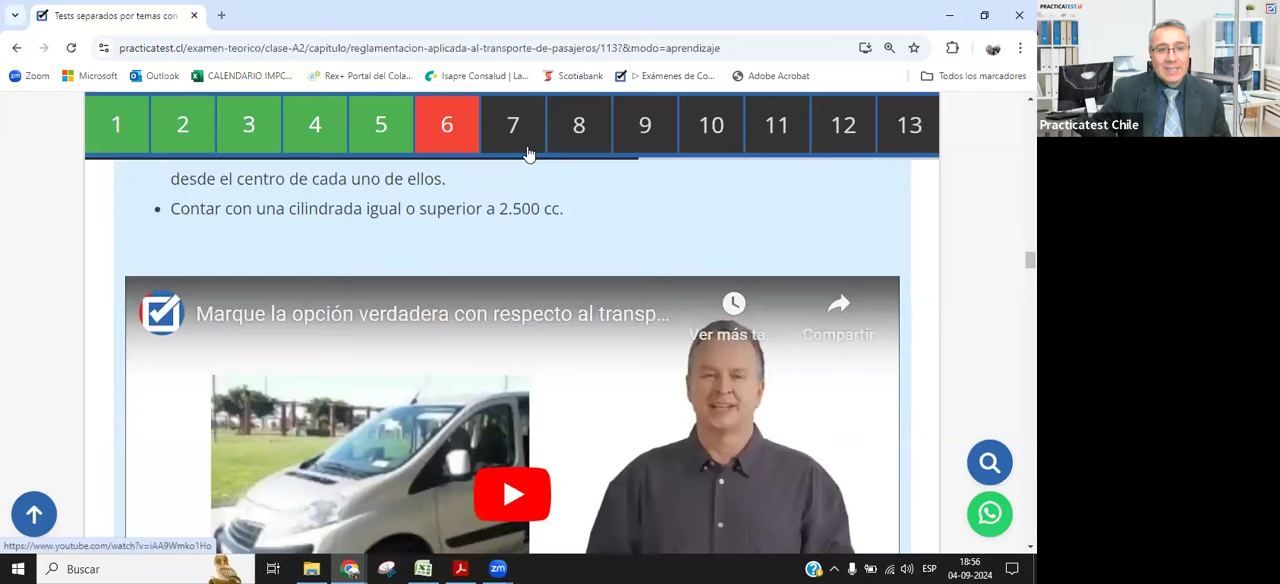 Tests separados por temas con
practicatest.cl/examen-teorico/clase-A2/capitulo/reglamentacion-aplicable-al-transporte-de-pasajeros/113?&modo=aprendizaje
Zoom
Microsoft
Outlook
CALENDARIO IMPC...
Rex+ Portal del Cola...
Isapre Consalud | La...
Scotiabank
▷ Exámenes de Co...
Adobe Acrobat
Todos los marcadores
PRACTICATEST.cl
Practicatest Chile
1 2 3 4 5 6 7 8 9 10 11 12 13
desde el centro de cada uno de ellos.
• Contar con una cilindrada igual o superior a 2.500 cc.
Marque la opción verdadera con respecto al transp...
Ver más ta...
Compartir
https://www.youtube.com/watch?v=iAA9Wmko1Ho
Buscar
ESP
18:56
04-09-2024